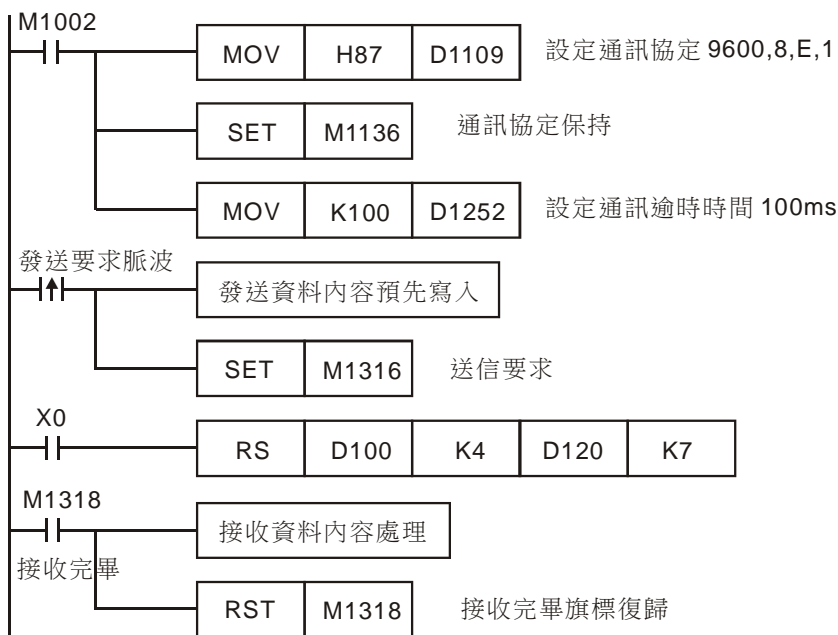 M1002
MOV H87 D1109 設定通訊協定 9600,8,E,1
SET M1136 通訊協定保持
MOV K100 D1252 設定通訊逾時時間 100ms
發送要求脈波
發送資料內容預先寫入
SET M1316 送信要求
X0
RS D100 K4 D120 K7
M1318
接收資料內容處理
接收完畢
RST M1318 接收完畢旗標復歸